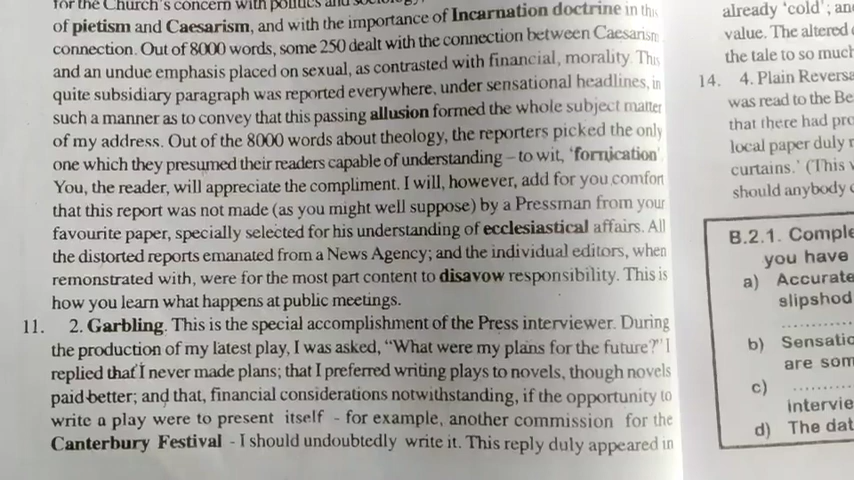 for the Church's concern with politics and sociology.
of pietism and Caesarism, and with the importance of Incarnation doctrine in this
connection. Out of 8000 words, some 250 dealt with the connection between Caesarism
and an undue emphasis placed on sexual, as contrasted with financial, morality. This
quite subsidiary paragraph was reported everywhere, under sensational headlines, in
such a manner as to convey that this passing allusion formed the whole subject matter
of my address. Out of the 8000 words about theology, the reporters picked the only
one which they presumed their readers capable of understanding – to wit, 'fornication'.
You, the reader, will appreciate the compliment. I will, however, add for you comfort
that this report was not made (as you might well suppose) by a Pressman from your
favourite paper, specially selected for his understanding of ecclesiastical affairs. All
the distorted reports emanated from a News Agency; and the individual editors, when
remonstrated with, were for the most part content to disavow responsibility. This is
how you learn what happens at public meetings.
11. 2. Garbling. This is the special accomplishment of the Press interviewer. During
the production of my latest play, I was asked, "What were my plans for the future?" I
replied that I never made plans; that I preferred writing plays to novels, though novels
paid better; and that, financial considerations notwithstanding, if the opportunity to
write a play were to present itself - for example, another commission for the
Canterbury Festival - I should undoubtedly write it. This reply duly appeared in
already 'cold'; an
value. The altered
the tale to so much
14. 4. Plain Reversa
was read to the Be
that there had pro
local paper duly r
curtains.' (This
should anybody
B.2.1. Comple
you have
a) Accurate
slipshod
..............
b) Sensatio
are som
c) ..............
intervie
d) The dat